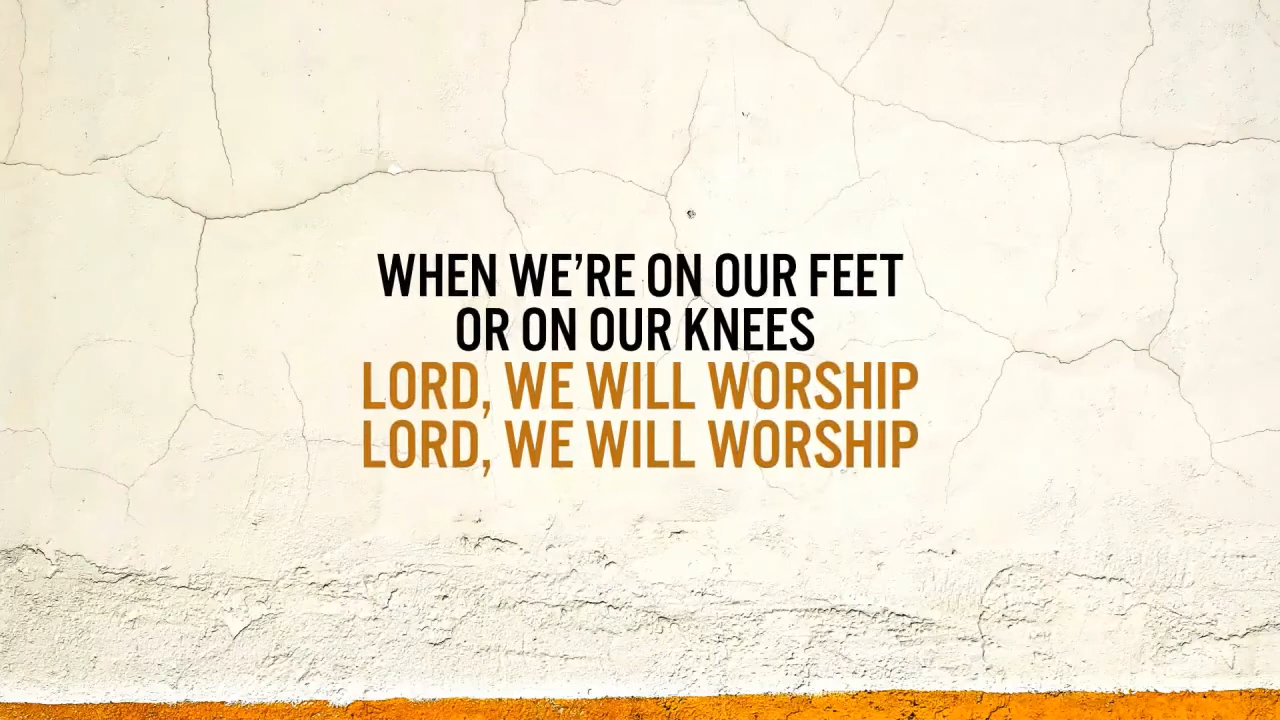 WHEN WE’RE ON OUR FEET
OR ON OUR KNEES
LORD, WE WILL WORSHIP
LORD, WE WILL WORSHIP